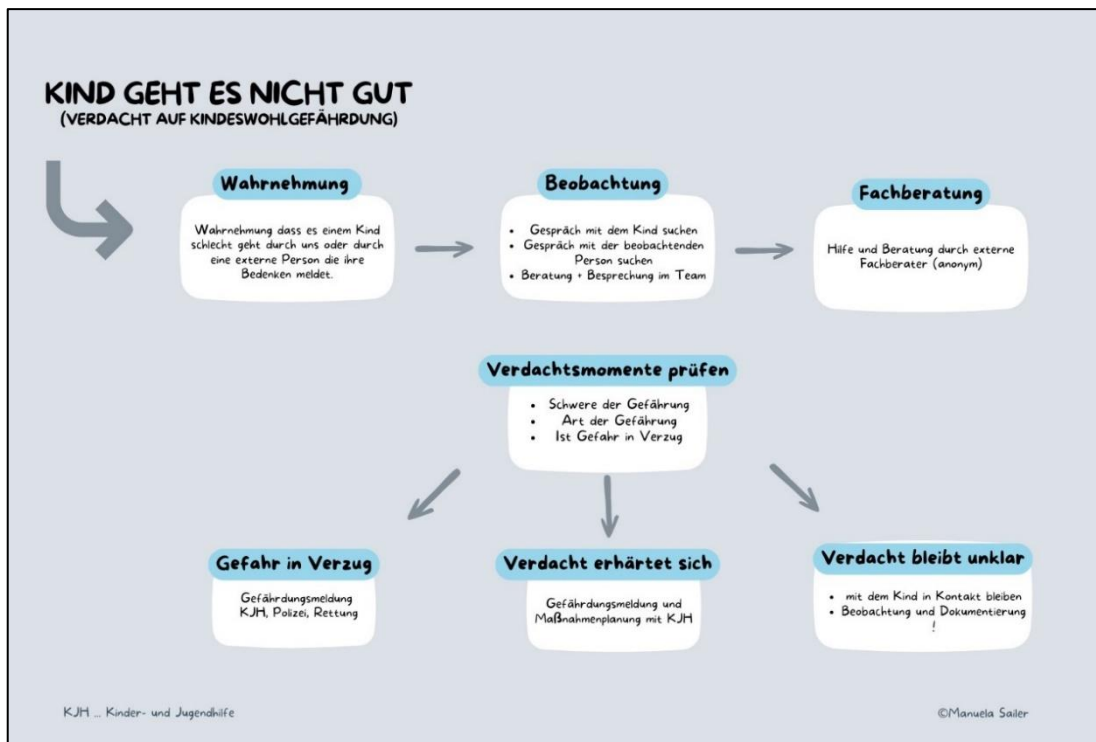 KIND GEHT ES NICHT GUT
(VERDACHT AUF KINDESWOHLGEFÄHRDUNG)
Wahrnehmung
Wahrnehmung dass es einem Kind
schlecht geht durch uns oder durch
eine externe Person die ihre
Bedenken meldet.
Beobachtung
• Gespräch mit dem Kind suchen
• Gespräch mit der beobachtenden
Person suchen
• Beratung + Besprechung im Team
Fachberatung
Hilfe und Beratung durch externe
Fachberater (anonym)
Verdachtsmomente prüfen
• Schwere der Gefährung
• Art der Gefährung
• Ist Gefahr in Verzug
Gefahr in Verzug
Gefährdungsmeldung
KJH, Polizei, Rettung
Verdacht erhärtet sich
Gefährdungsmeldung und
Maßnahmenplanung mit KJH
Verdacht bleibt unklar
• mit dem Kind in Kontakt bleiben
• Beobachtung und Dokumentierung
!
KJH ... Kinder- und Jugendhilfe
©Manuela Sailer